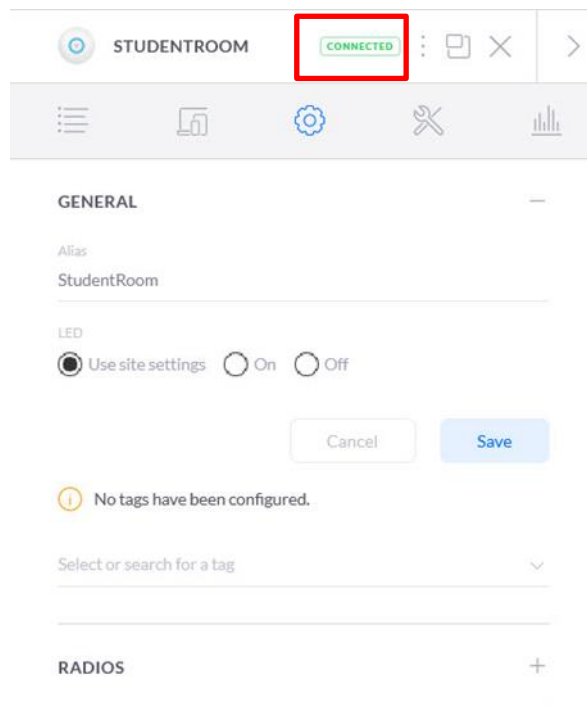 STUDENTROOM CONNECTED
GENERAL
Alias
StudentRoom
LED
Use site settings On Off
Cancel Save
No tags have been configured.
Select or search for a tag
RADIOS